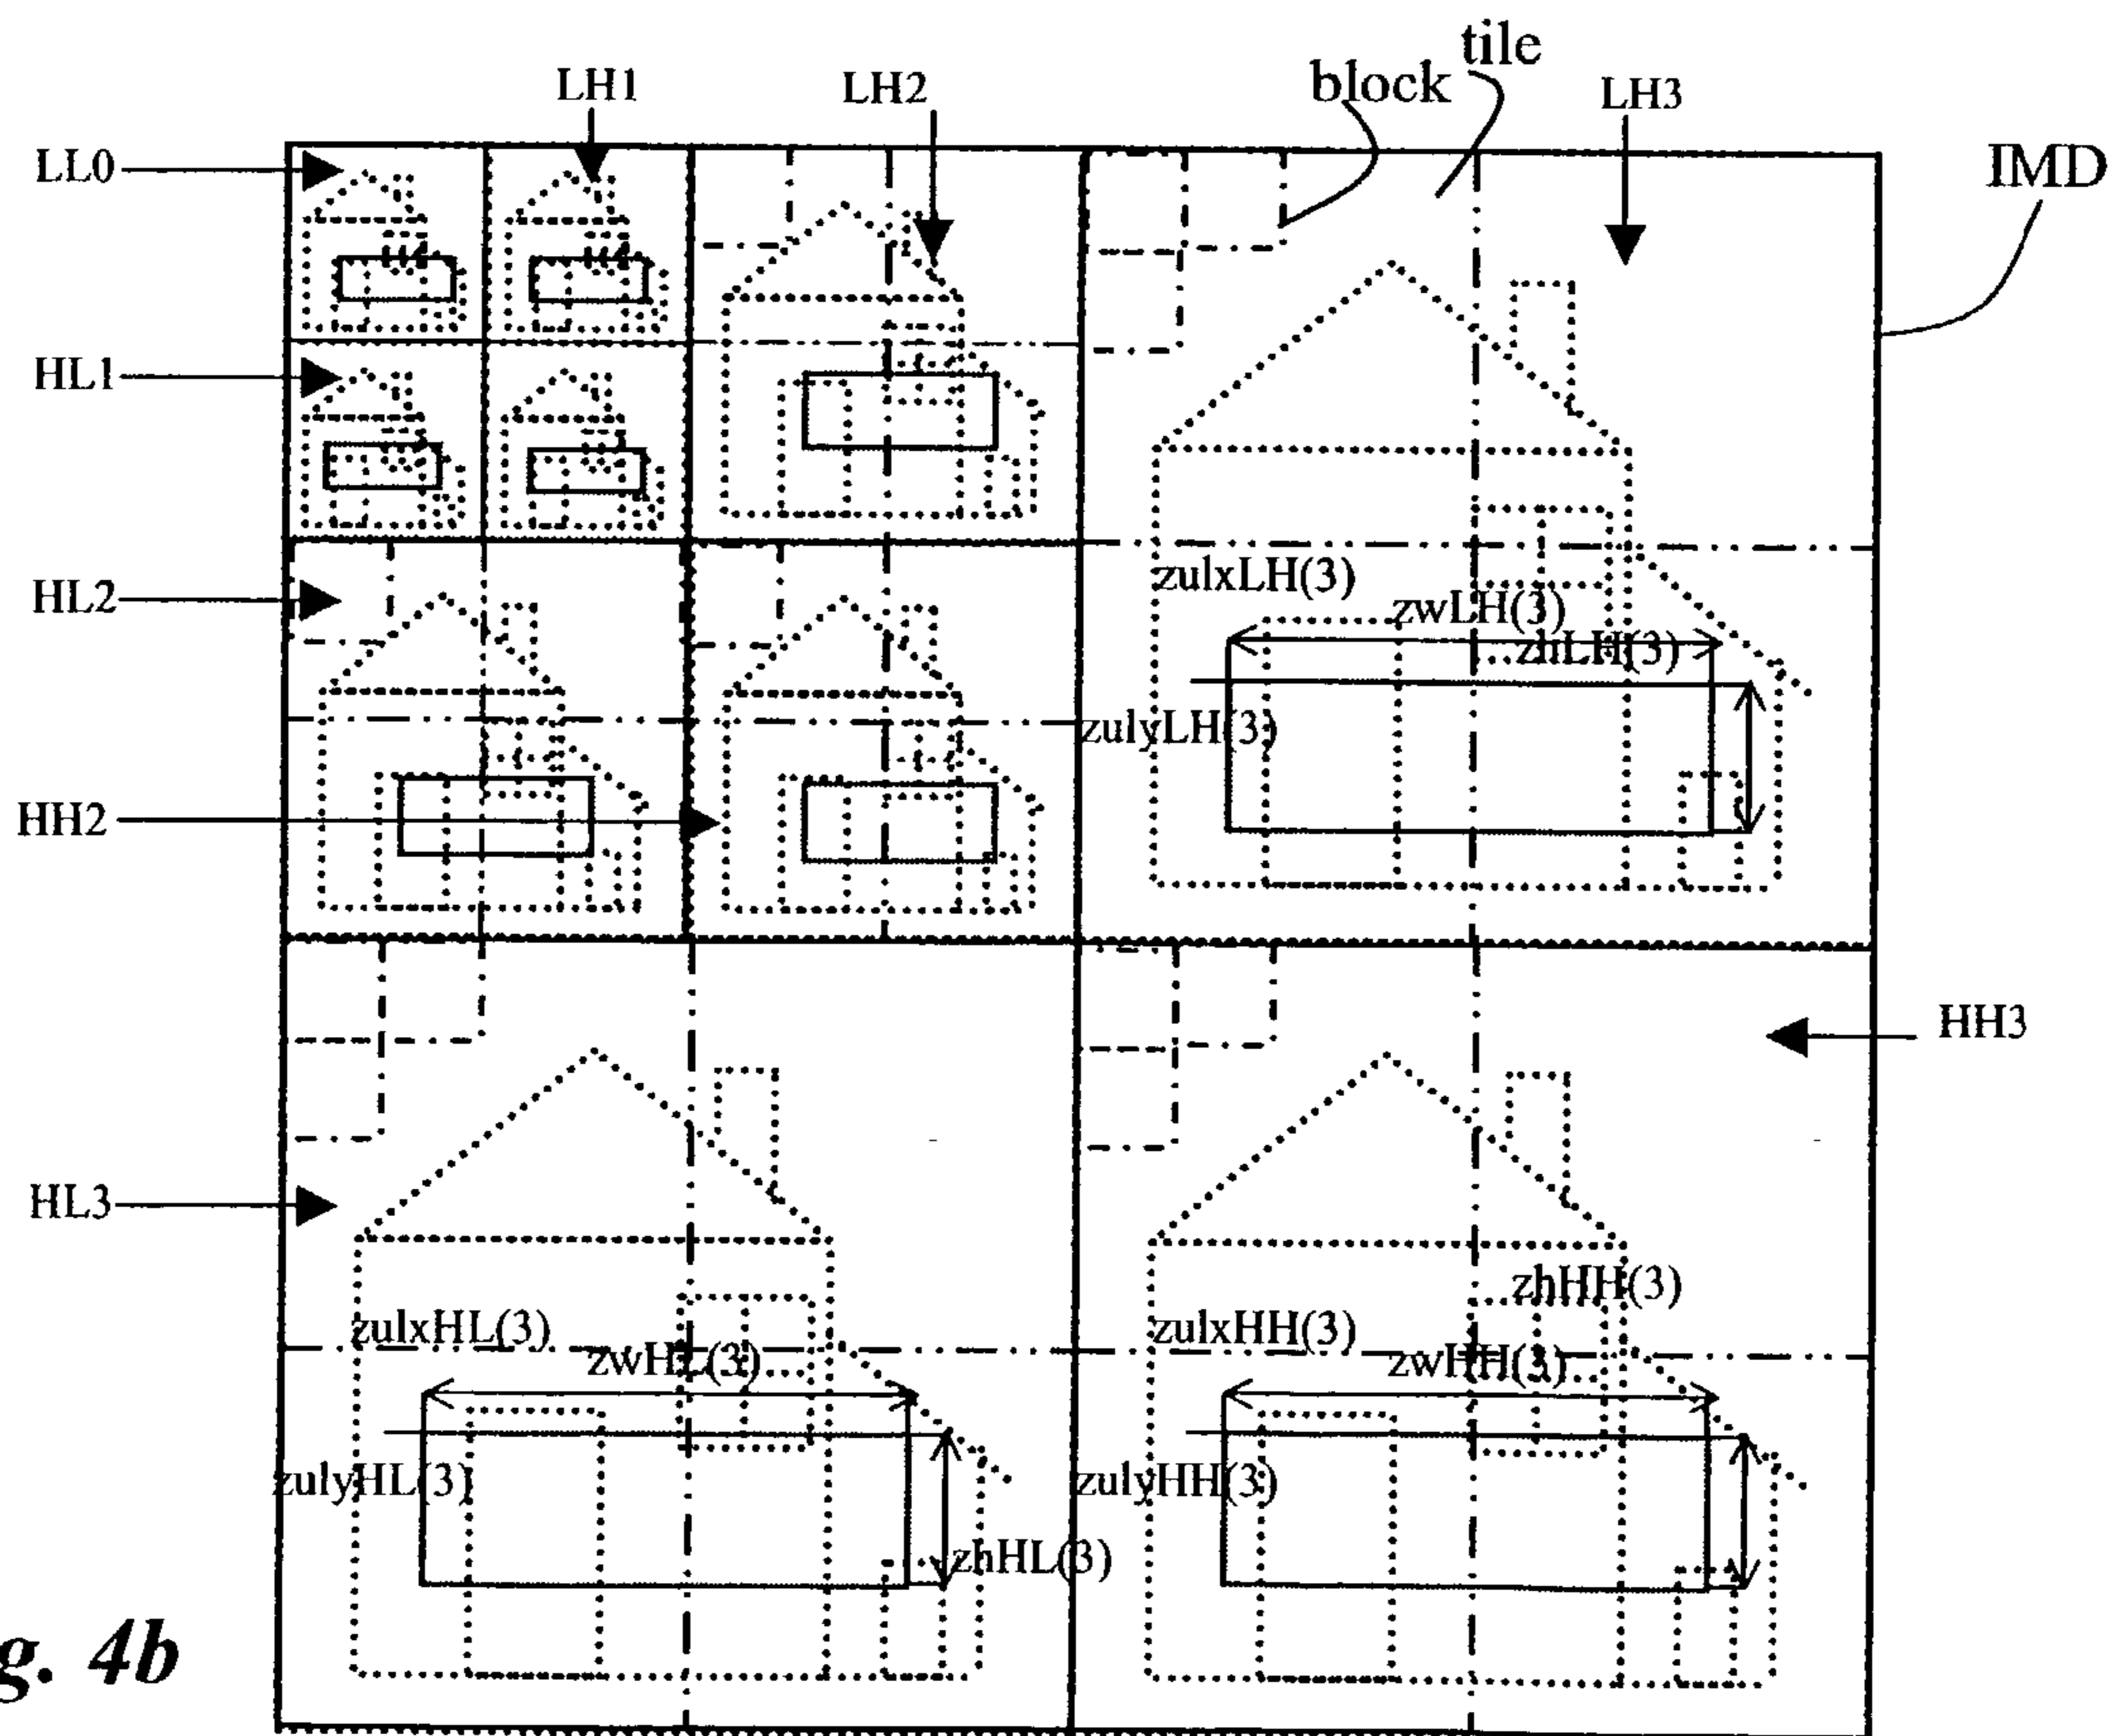 tile
block
LH1
LH2
LH3
LL0
IMD
HL1
HL2
zulxLH(3)
zwLH(3)
zhLH(3)
zulyLH(3)
HH2
HH3
HL3
zhHH(3)
zulxHL(3)
zulxHH(3)
zwHL(3)
zwHH(3)
zulyHL(3)
zulyHH(3)
zhHL(3)
g. 4b